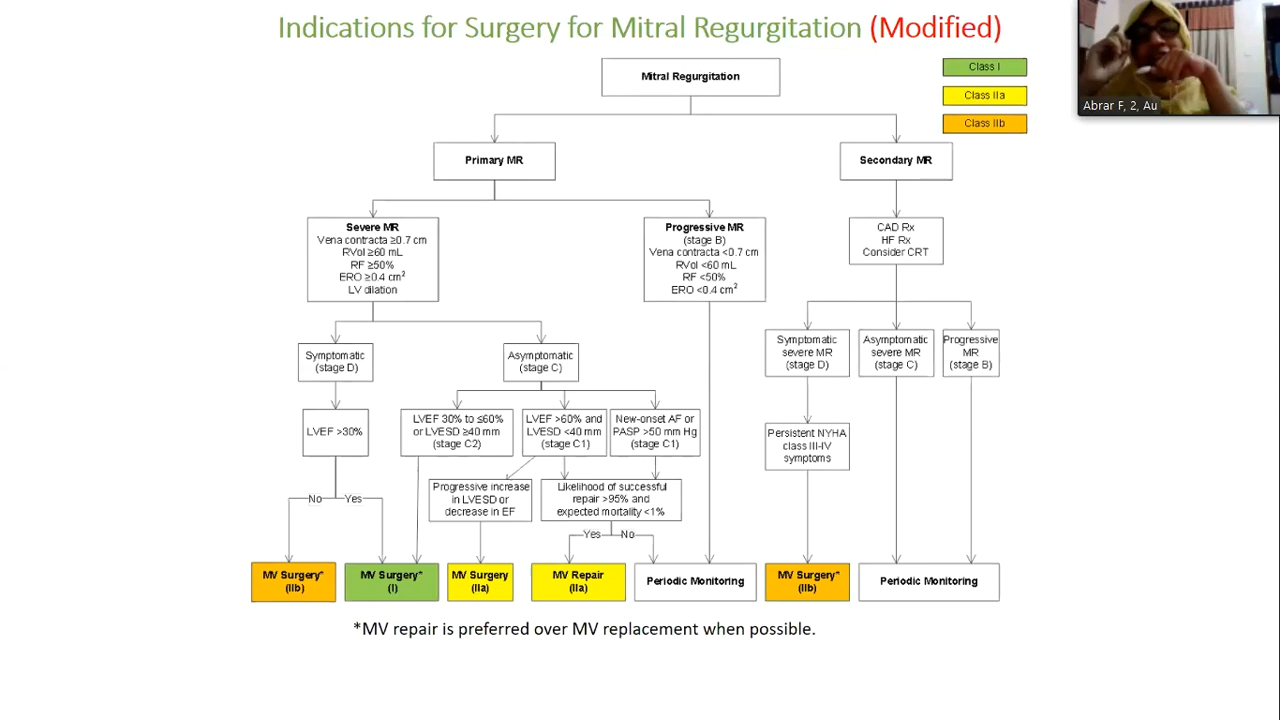 Indications for Surgery for Mitral Regurgitation (Modified)
Mitral Regurgitation
Class I
Class IIa
Class IIb
Abrar F, 2, Au
Primary MR
Secondary MR
Severe MR
Vena contracta ≥0.7 cm
RVol ≥60 mL
RF ≥50%
ERO ≥0.4 cm²
LV dilation
Progressive MR
(stage B)
Vena contracta <0.7 cm
RVol <60 mL
RF <50%
ERO <0.4 cm²
CAD Rx
HF Rx
Consider CRT
Symptomatic
(stage D)
Asymptomatic
(stage C)
Symptomatic
severe MR
(stage D)
Asymptomatic
severe MR
(stage C)
Progressive
MR
(stage B)
LVEF >30%
LVEF 30% to ≤60%
or LVESD ≥40 mm
(stage C2)
LVEF >60% and
LVESD <40 mm
(stage C1)
New-onset AF or
PASP >50 mm Hg
(stage C1)
Persistent NYHA
class III-IV
symptoms
Progressive increase
in LVESD or
decrease in EF
Likelihood of successful
repair >95% and
expected mortality <1%
No
Yes
Yes
No
MV Surgery*
(IIb)
MV Surgery*
(I)
MV Surgery
(IIa)
MV Repair
(IIa)
Periodic Monitoring
MV Surgery*
(IIb)
Periodic Monitoring
*MV repair is preferred over MV replacement when possible.